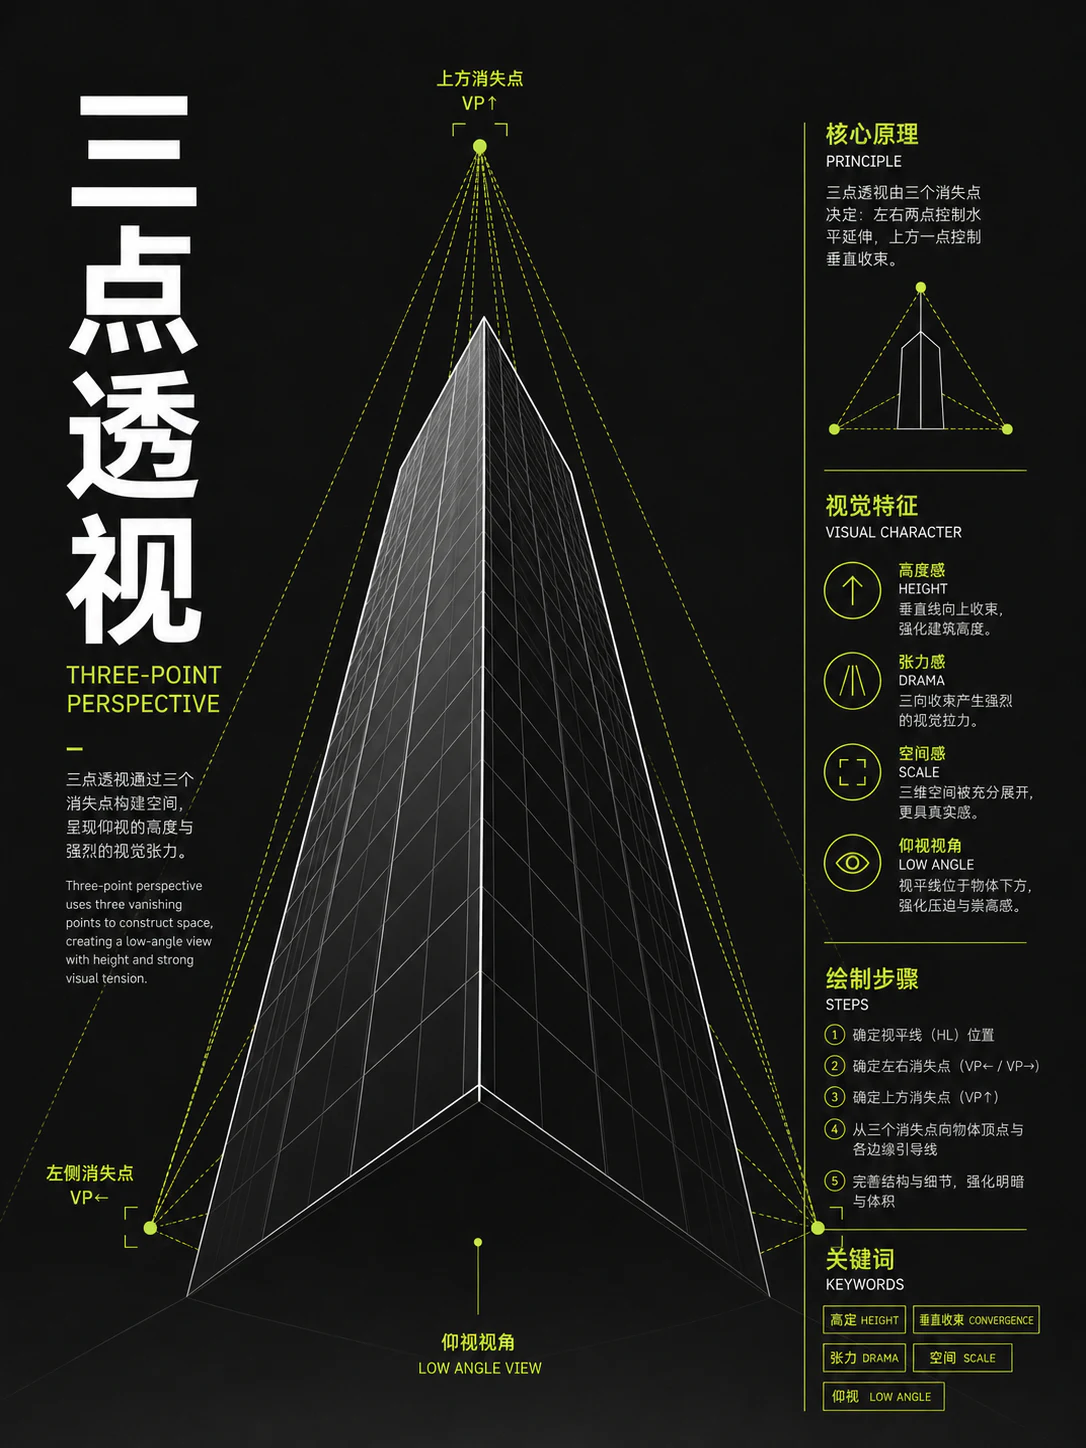 三点透视
THREE-POINT
PERSPECTIVE
三点透视通过三个
消失点构建空间，
呈现仰视的高度与
强烈的视觉张力。
Three-point perspective
uses three vanishing
points to construct space,
creating a low-angle view
with height and strong
visual tension.
上方消失点
VP↑
左侧消失点
VP←
仰视视角
LOW ANGLE VIEW
核心原理
PRINCIPLE
三点透视由三个消失点
决定：左右两点控制水
平延伸，上方一点控制
垂直收束。
视觉特征
VISUAL CHARACTER
高度感
HEIGHT
垂直线向上收束，
强化建筑高度。
张力感
DRAMA
三向收束产生强烈
的视觉拉力。
空间感
SCALE
三维空间被充分展开，
更具真实感。
仰视视角
LOW ANGLE
视平线位于物体下方，
强化压迫与崇高感。
绘制步骤
STEPS
1 确定视平线（HL）位置
2 确定左右消失点（VP← / VP→）
3 确定上方消失点（VP↑）
4 从三个消失点向物体顶点与
各边缘引导线
5 完善结构与细节，强化明暗
与体积
关键词
KEYWORDS
高定 HEIGHT
垂直收束 CONVERGENCE
张力 DRAMA
空间 SCALE
仰视 LOW ANGLE